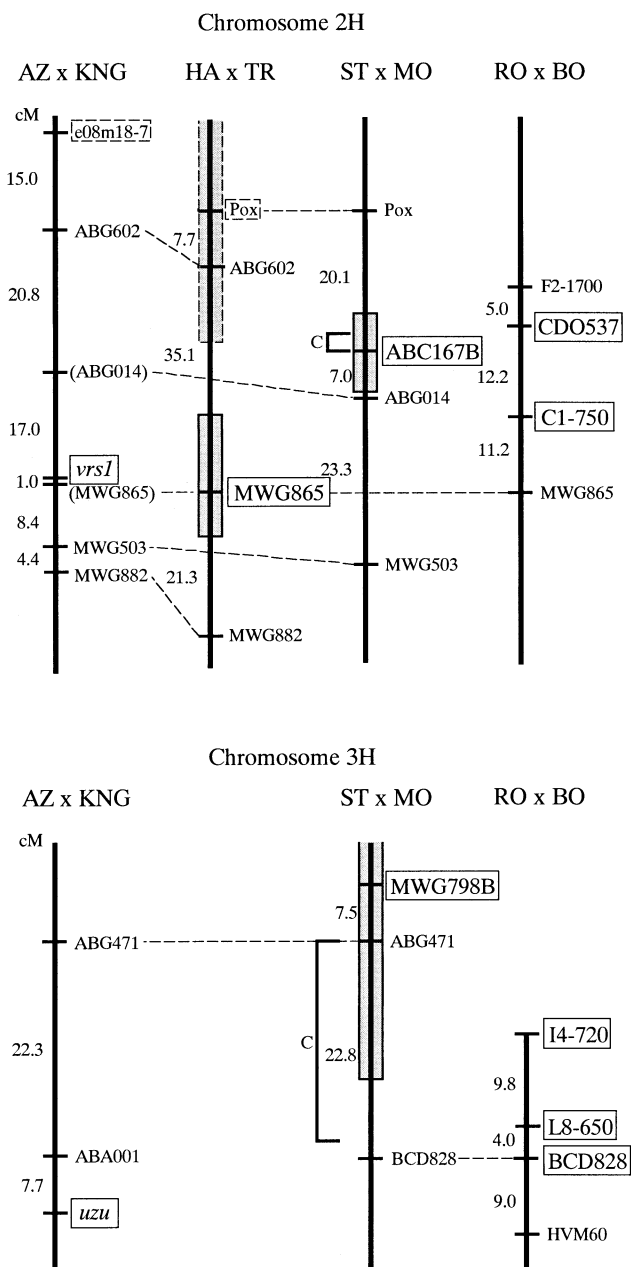 Chromosome 2H
AZ x KNG HA x TR ST x MO RO x BO
cM
e08m18-7
15.0
Pox Pox
ABG602
7.7
ABG602
20.1
F2-1700
20.8
5.0
CDO537
C
ABC167B
35.1
(ABG014)
7.0
12.2
ABG014
C1-750
17.0
11.2
vrs1
23.3
1.0
(MWG865) MWG865 MWG865
8.4
MWG503
4.4
MWG503
MWG882
21.3
MWG882
Chromosome 3H
AZ x KNG ST x MO RO x BO
cM
MWG798B
7.5
ABG471 ABG471
I4-720
C
22.3
22.8
9.8
L8-650
4.0
ABA001
BCD828 BCD828
7.7
9.0
uzu
HVM60